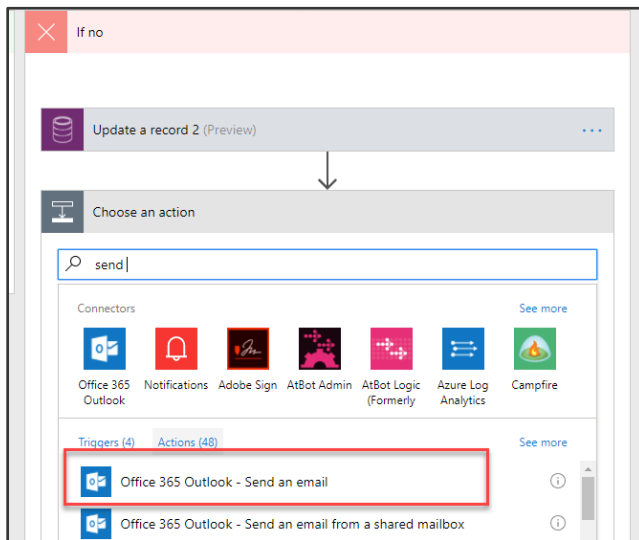 If no
Update a record 2 (Preview)
Choose an action
send
Connectors
See more
Office 365 Outlook
Notifications
Adobe Sign
AtBot Admin
AtBot Logic (Formerly
Azure Log Analytics
Campfire
Triggers (4)
Actions (48)
See more
Office 365 Outlook - Send an email
Office 365 Outlook - Send an email from a shared mailbox